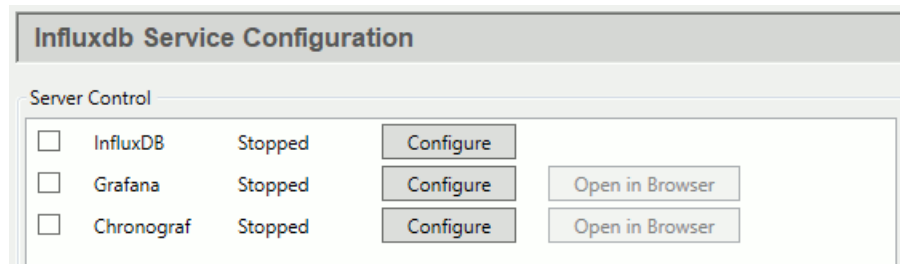 Influxdb Service Configuration
Server Control
InfluxDB Stopped Configure
Grafana Stopped Configure Open in Browser
Chronograf Stopped Configure Open in Browser